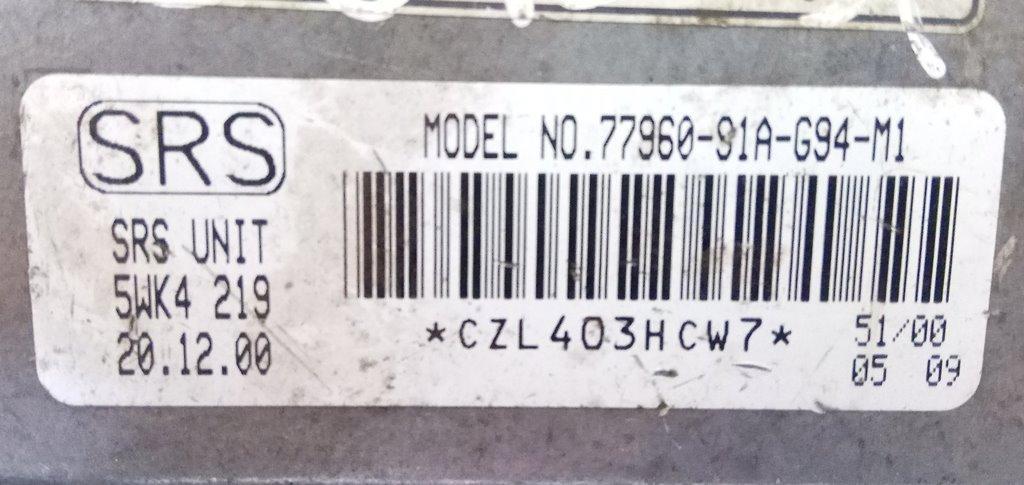 SRS
MODEL NO.77960-S1A-G94-M1
SRS UNIT
5WK4 219
20.12.00
*CZL403HCW7*
51/00
05 09